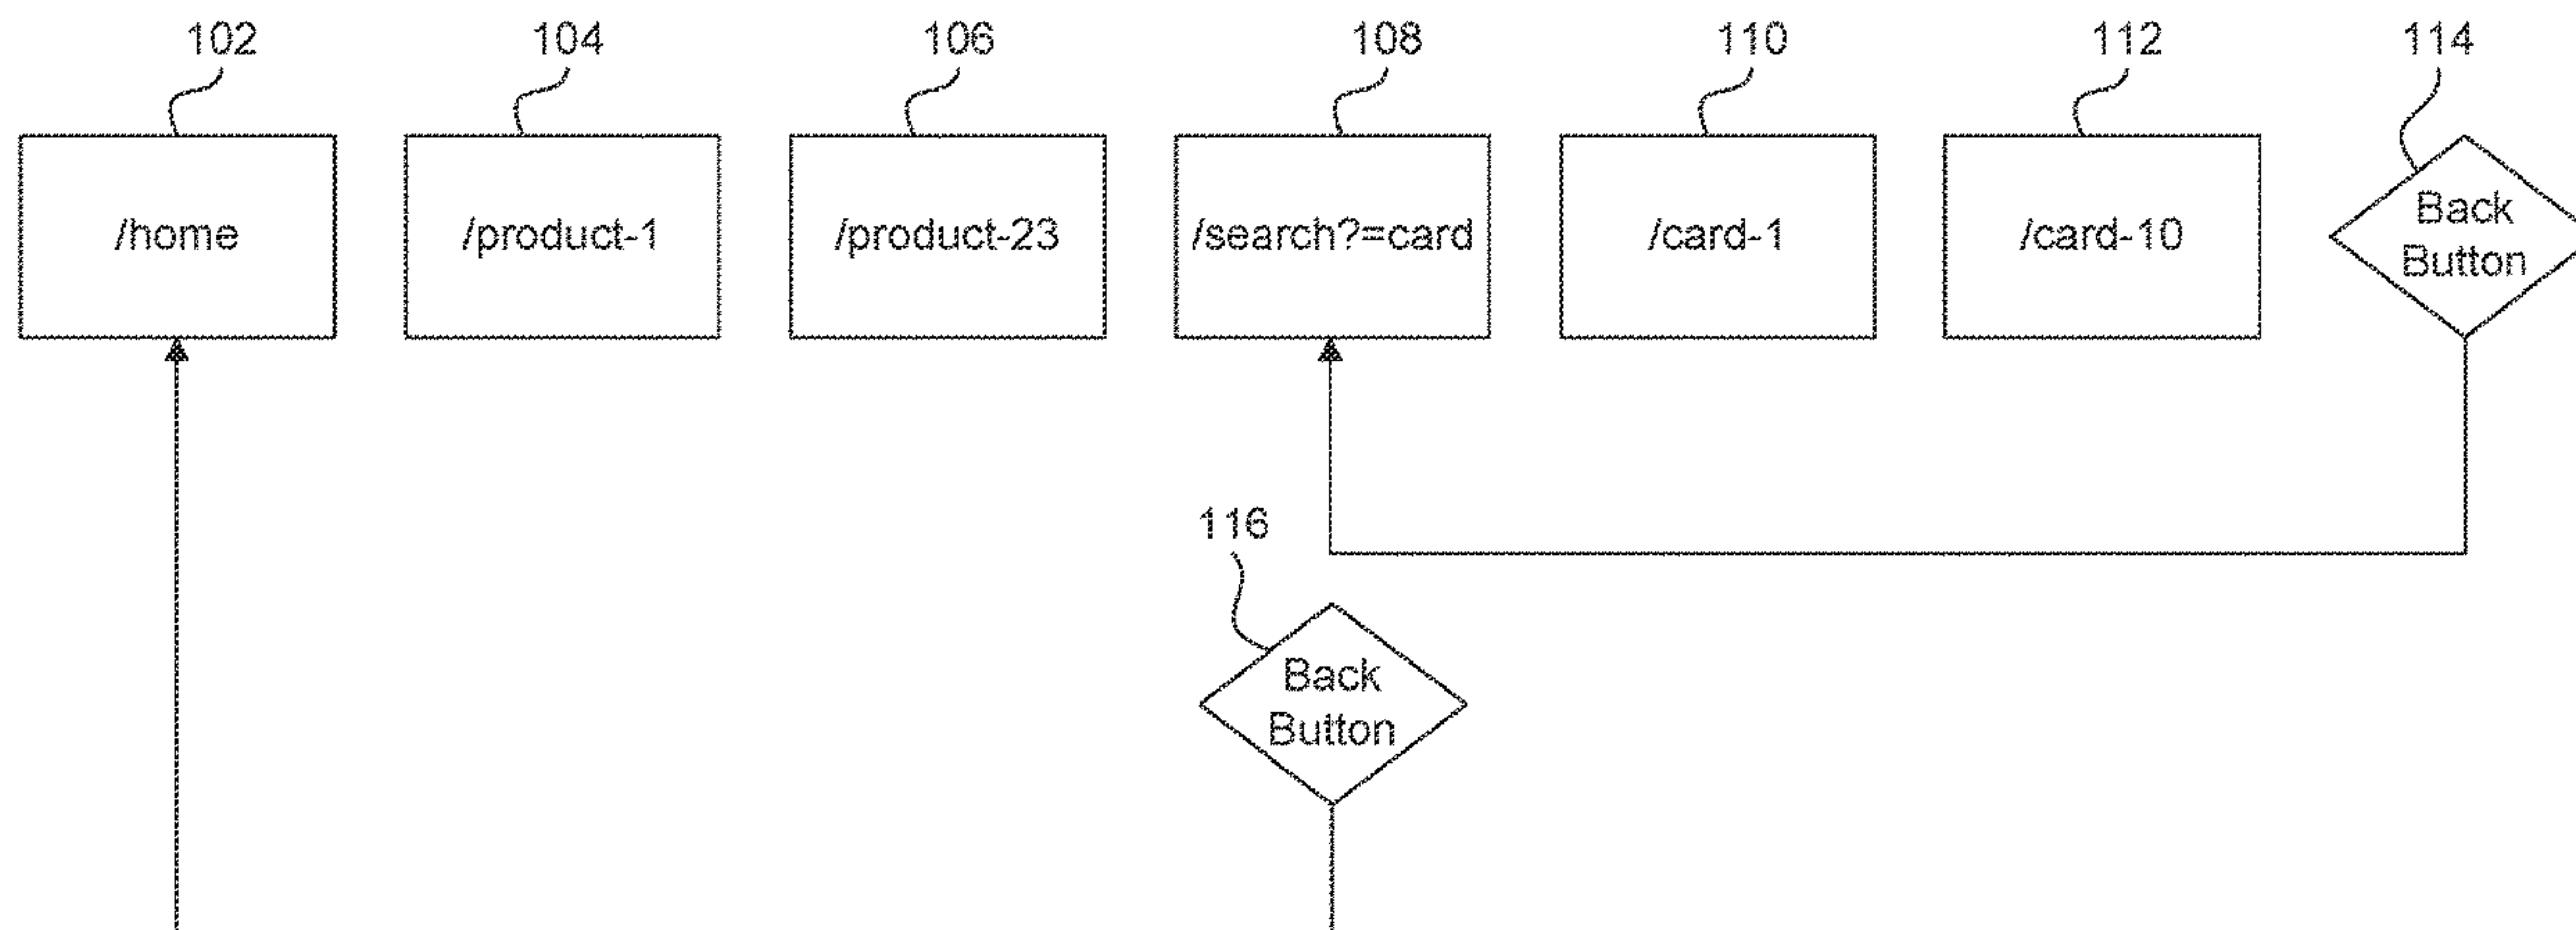 102
104
106
108
110
112
114
/home
/product-1
/product-23
/search?=card
/card-1
/card-10
Back
Button
116
Back
Button